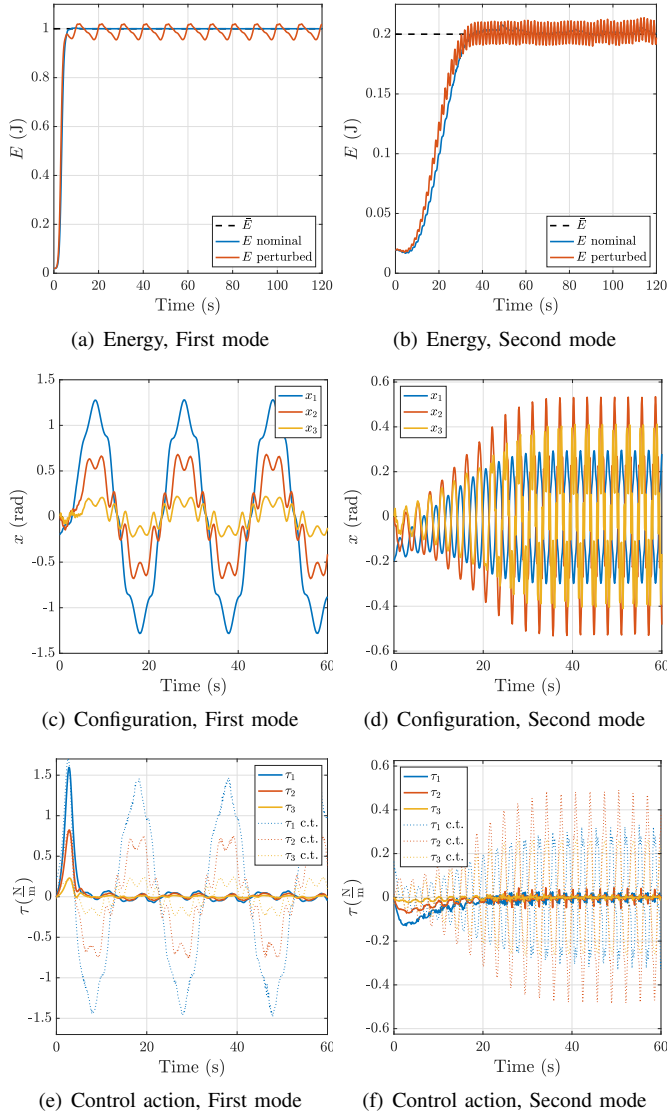 1
0.8
0.6
0.4
0.2
0
E (J)
Ē
E nominal
E perturbed
0 20 40 60 80 100 120
Time (s)
(a) Energy, First mode
0.2
0.15
0.1
0.05
0
E (J)
Ē
E nominal
E perturbed
0 20 40 60 80 100 120
Time (s)
(b) Energy, Second mode
1.5
1
0.5
0
-0.5
-1
-1.5
x (rad)
x₁
x₂
x₃
0 20 40 60
Time (s)
(c) Configuration, First mode
0.6
0.4
0.2
0
-0.2
-0.4
-0.6
x (rad)
x₁
x₂
x₃
0 10 20 30 40 50 60
Time (s)
(d) Configuration, Second mode
1.5
1
0.5
0
-0.5
-1
-1.5
τ(N/m)
τ₁
τ₂
τ₃
τ₁ c.t.
τ₂ c.t.
τ₃ c.t.
0 20 40 60
Time (s)
(e) Control action, First mode
0.6
0.4
0.2
0
-0.2
-0.4
-0.6
τ(N/m)
τ₁
τ₂
τ₃
τ₁ c.t.
τ₂ c.t.
τ₃ c.t.
0 10 20 30 40 50 60
Time (s)
(f) Control action, Second mode